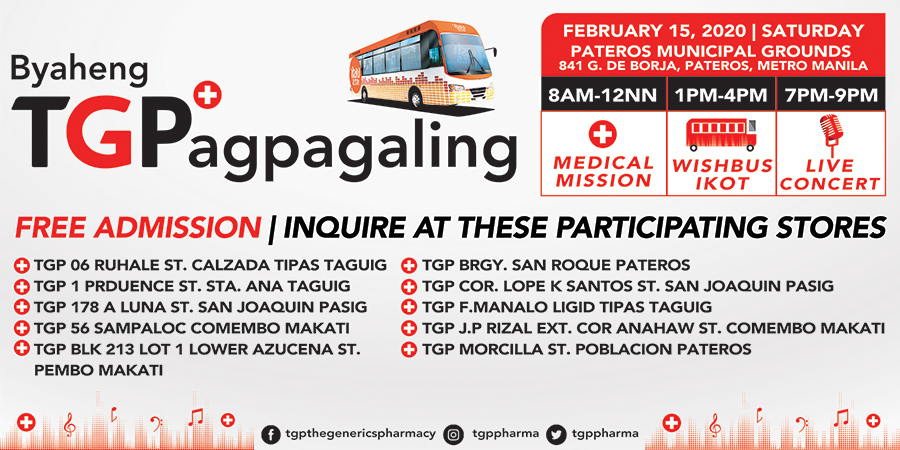 Byaheng
TGPagpagaling
FEBRUARY 15, 2020 | SATURDAY
PATEROS MUNICIPAL GROUNDS
841 G. DE BORJA, PATEROS, METRO MANILA
8AM-12NN
MEDICAL
MISSION
1PM-4PM
WISHBUS
IKOT
7PM-9PM
LIVE
CONCERT
FREE ADMISSION | INQUIRE AT THESE PARTICIPATING STORES
TGP 06 RUHALE ST. CALZADA TIPAS TAGUIG
TGP 1 PRDUENCE ST. STA. ANA TAGUIG
TGP 178 A LUNA ST. SAN JOAQUIN PASIG
TGP 56 SAMPALOC COMEMBO MAKATI
TGP BLK 213 LOT 1 LOWER AZUCENA ST.
PEMBO MAKATI
TGP BRGY. SAN ROQUE PATEROS
TGP COR. LOPE K SANTOS ST. SAN JOAQUIN PASIG
TGP F.MANALO LIGID TIPAS TAGUIG
TGP J.P RIZAL EXT. COR ANAHAW ST. COMEMBO MAKATI
TGP MORCILLA ST. POBLACION PATEROS
tgpthegenericspharmacy tgppharma tgppharma